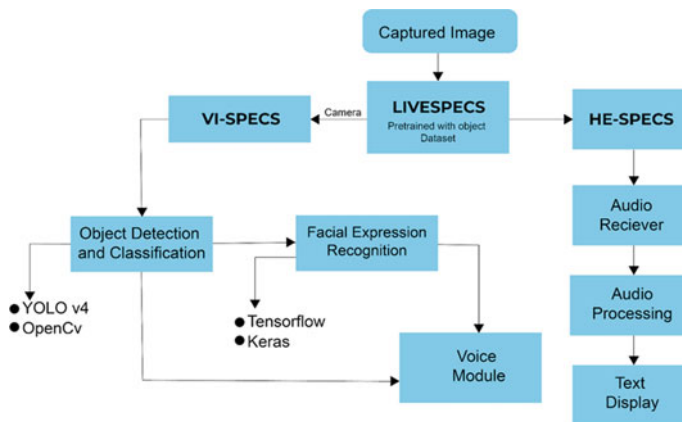 Captured Image
LIVESPECS
Pretrained with object
Dataset
Camera
VI-SPECS
HE-SPECS
Object Detection
and Classification
Facial Expression
Recognition
Audio
Reciever
YOLO v4
OpenCv
Tensorflow
Keras
Audio
Processing
Voice
Module
Text
Display